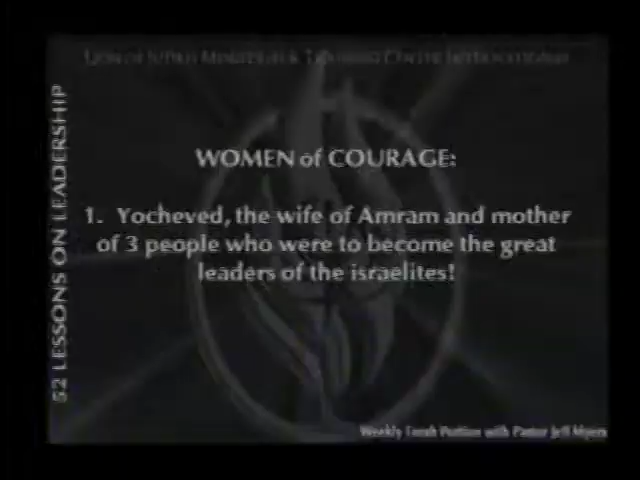 52 LESSONS ON LEADERSHIP
WOMEN of COURAGE:
1. Yocheved, the wife of Amram and mother
of 3 people who were to become the great
leaders of the israelites!
Weekly Torah Portion with Pastor Jeff Myers